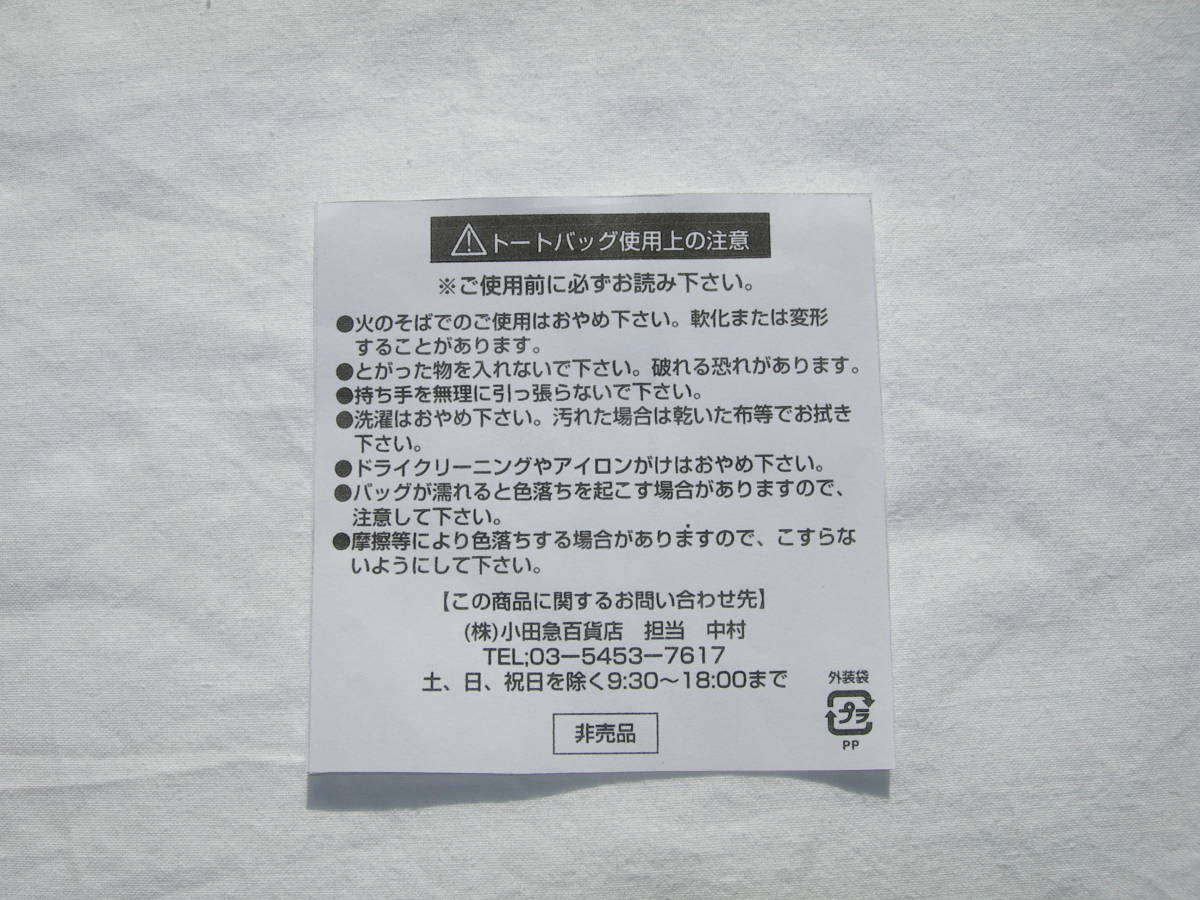 ⚠トートバッグ使用上の注意
※ご使用前に必ずお読み下さい。
●火のそばでのご使用はおやめ下さい。軟化または変形
することがあります。
●とがった物を入れないで下さい。破れる恐れがあります。
●持ち手を無理に引っ張らないで下さい。
●洗濯はおやめ下さい。汚れた場合は乾いた布等でお拭き
下さい。
●ドライクリーニングやアイロンがけはおやめ下さい。
●バッグが濡れると色落ちを起こす場合がありますので、
注意して下さい。
●摩擦等により色落ちする場合がありますので、こすらな
いようにして下さい。
【この商品に関するお問い合わせ先】
(株)小田急百貨店 担当 中村
TEL;03ー5453ー7617
土、日、祝日を除く9:30〜18:00まで
非売品
外装袋
プラ
PP